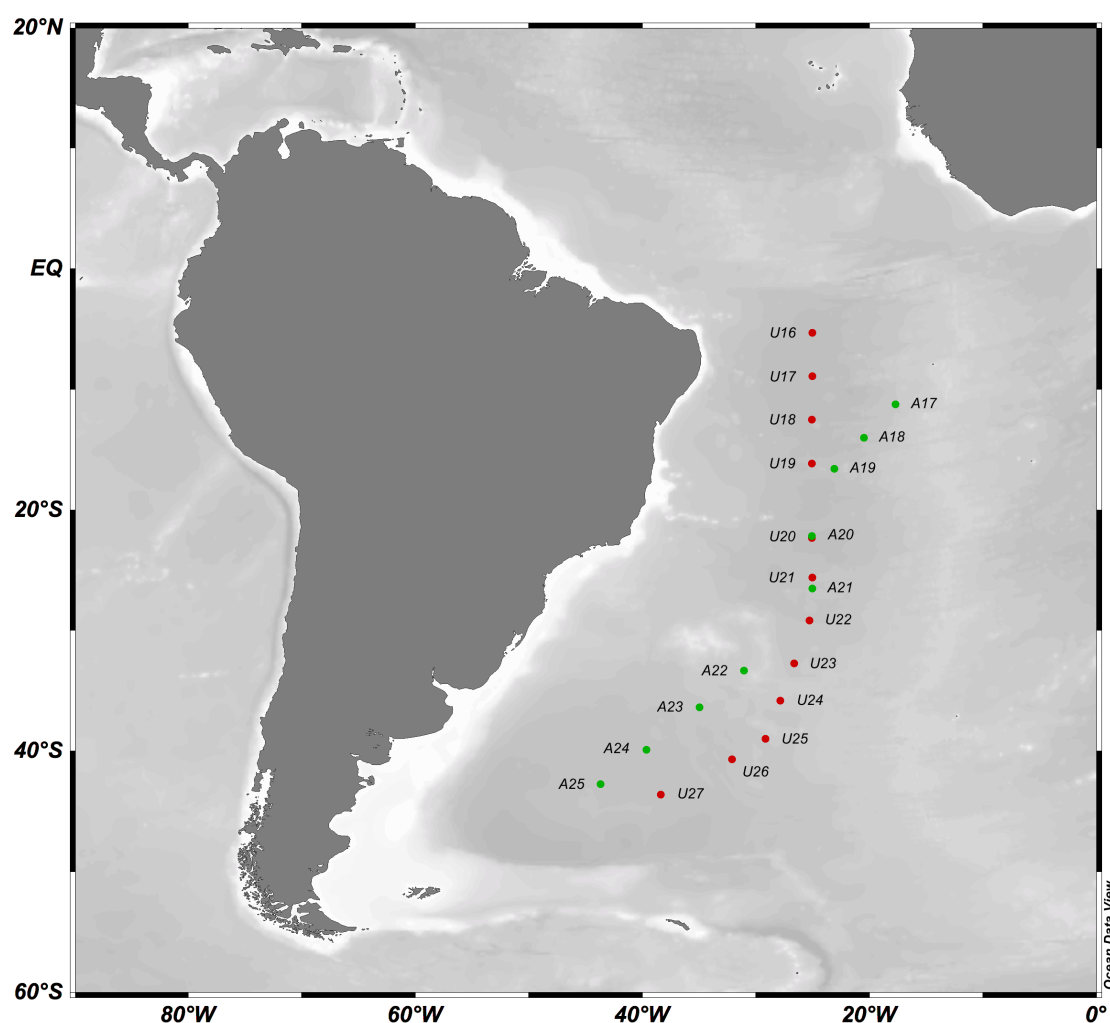 20°N
EQ
U16
U17
A17
U18
A18
U19
A19
20°S
U20
A20
U21
A21
U22
U23
A22
U24
A23
U25
A24
40°S
U26
A25
U27
Ocean Data View
60°S
80°W
60°W
40°W
20°W
0°